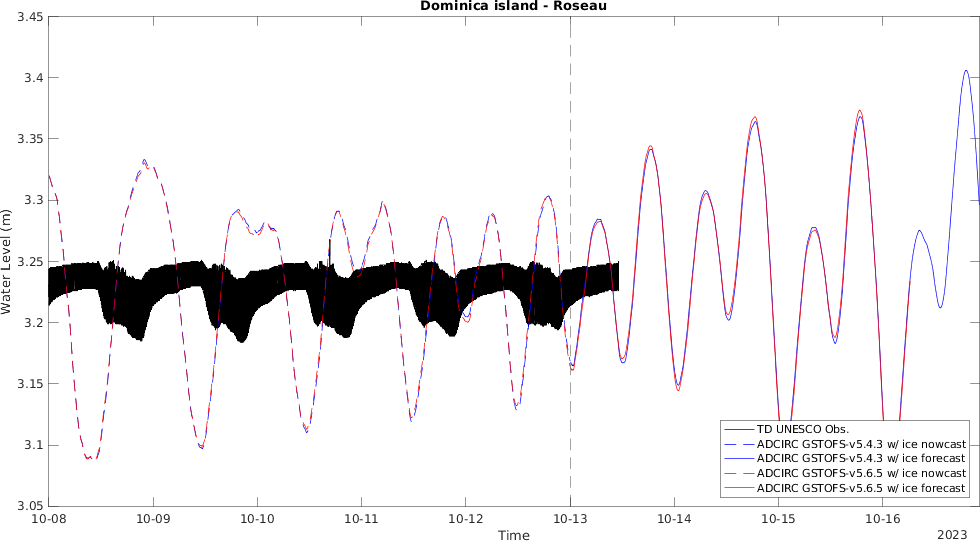 Dominica island - Roseau
3.45
3.4
3.35
3.3
3.25
3.2
3.15
3.1
3.05
Water Level (m)
10-08 10-09 10-10 10-11 10-12 10-13 10-14 10-15 10-16
Time
2023
TD UNESCO Obs.
ADCIRC GSTOFS-v5.4.3 w/ ice nowcast
ADCIRC GSTOFS-v5.4.3 w/ ice forecast
ADCIRC GSTOFS-v5.6.5 w/ ice nowcast
ADCIRC GSTOFS-v5.6.5 w/ ice forecast